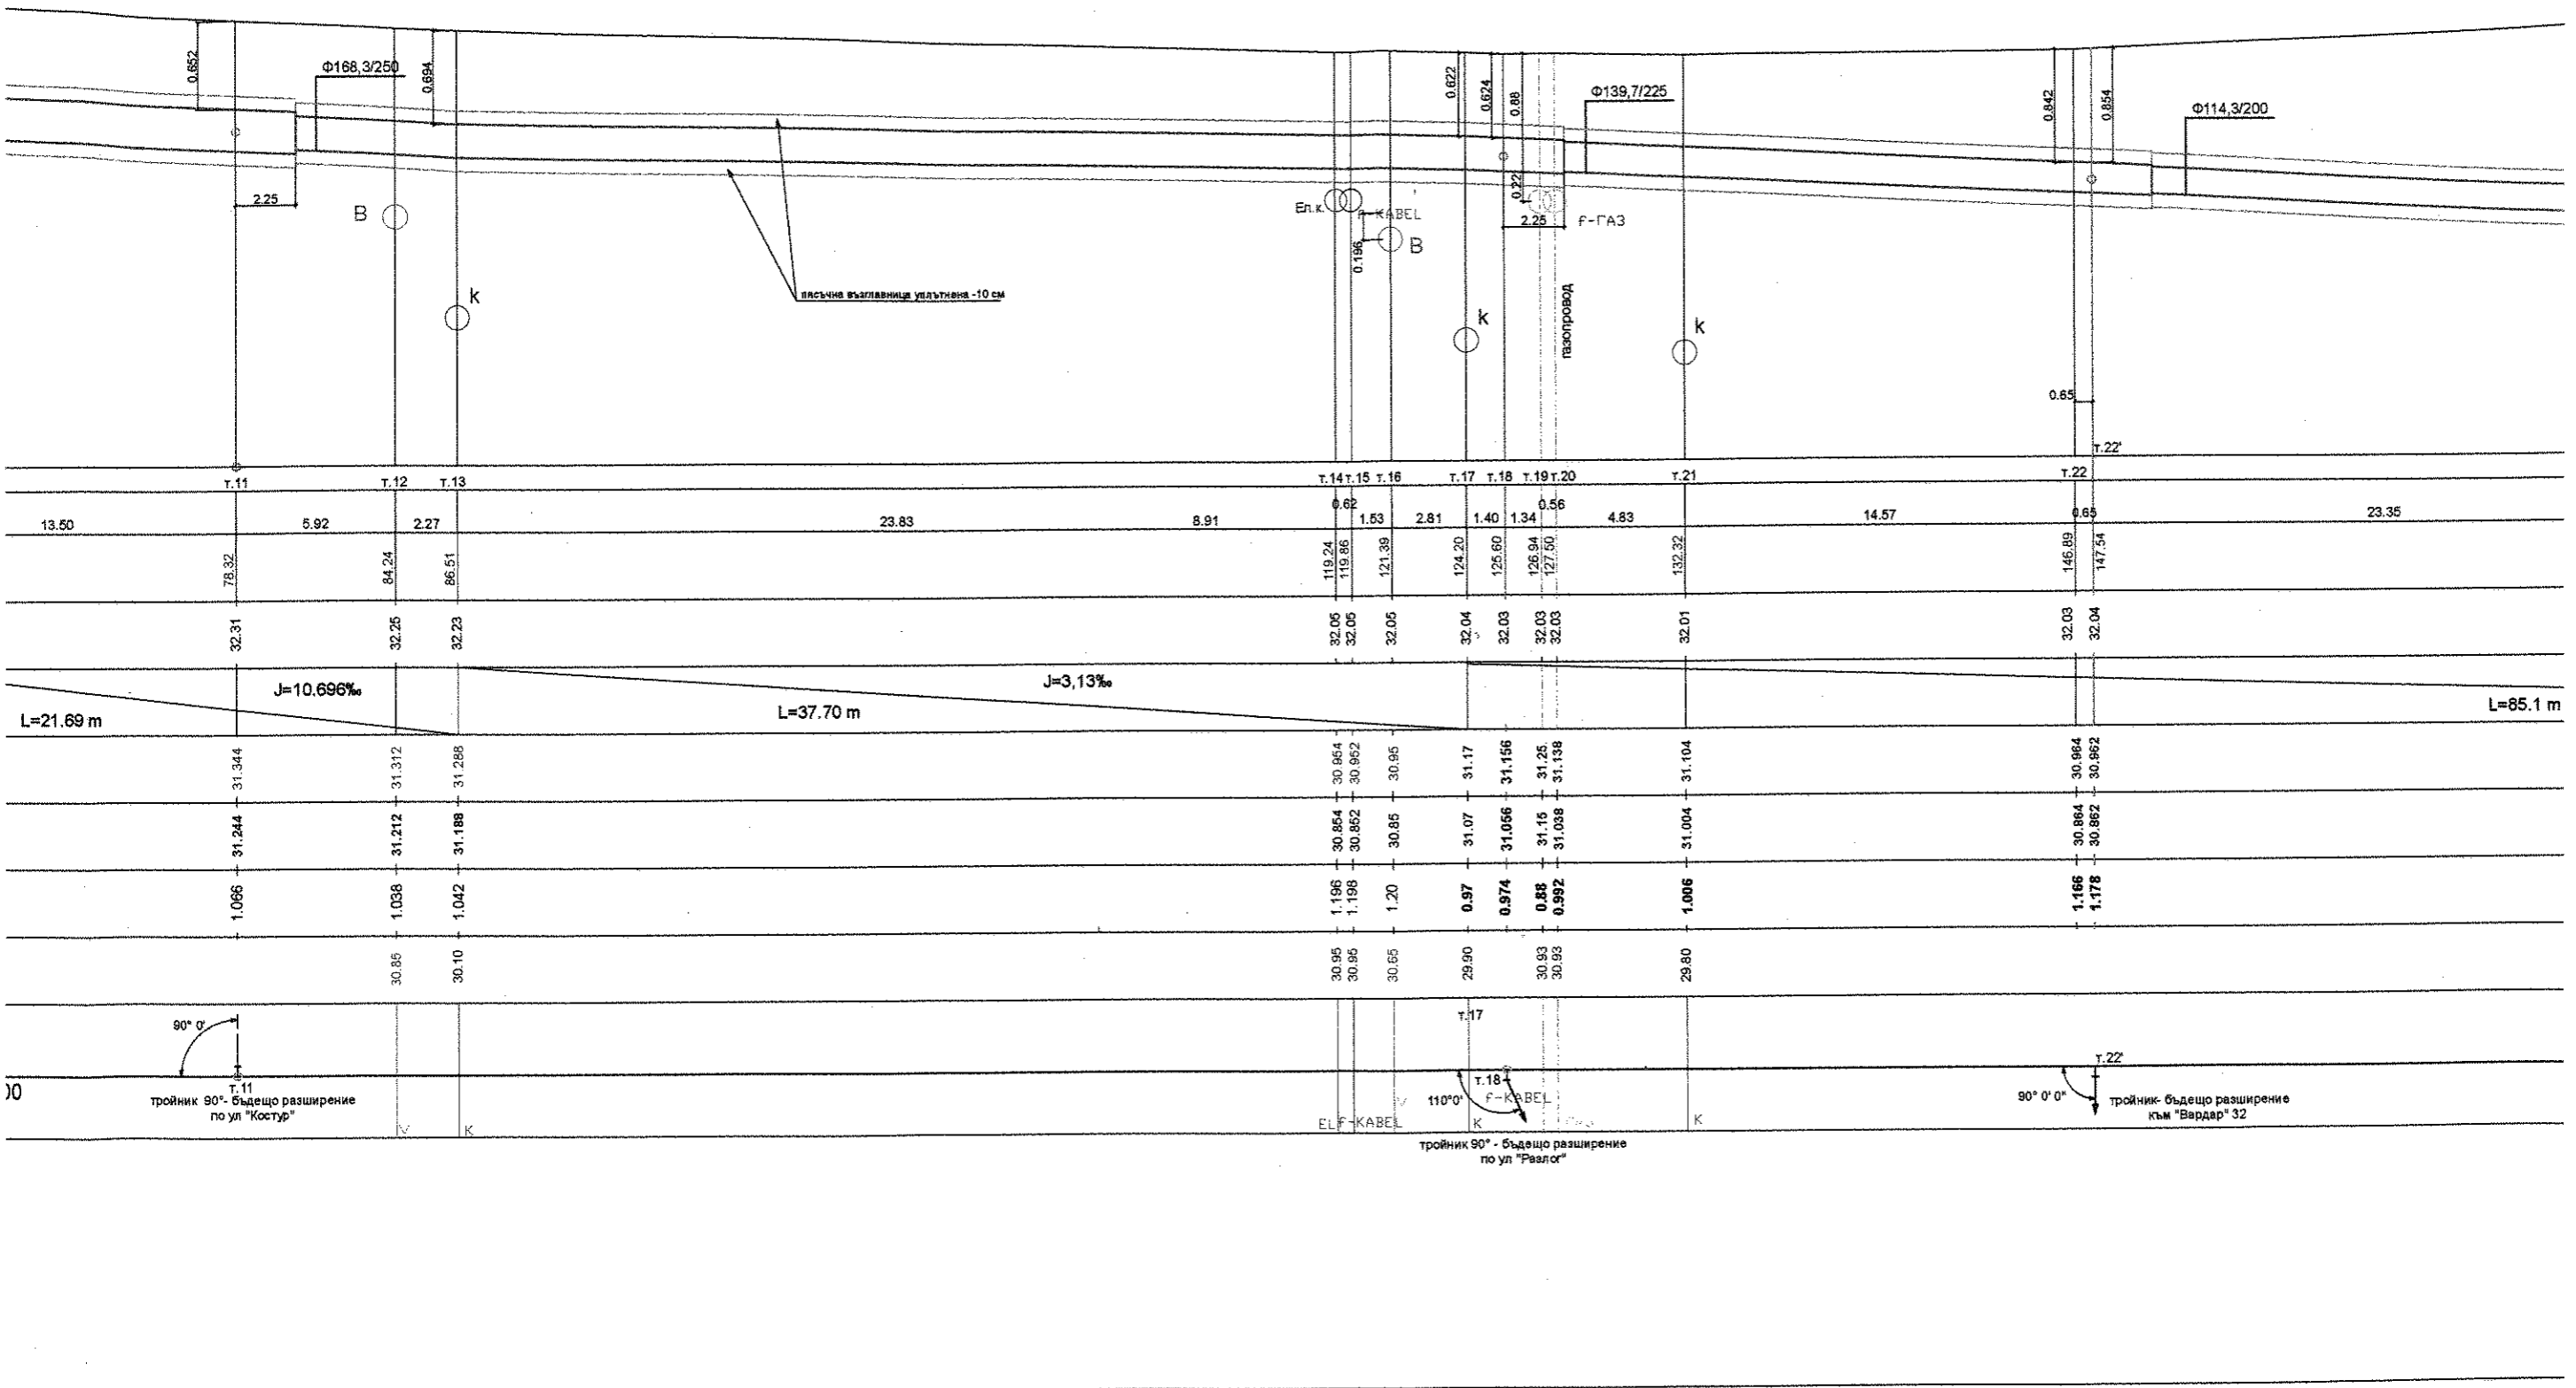 0.652
Ф168,3/250
0.694
0.622
0.624
0.88
Ф139,7/225
0.842
0.854
Ф114,3/200
2.25
B
k
Ел.к.
F-KABEL
0.196
B
0.22
2.25
F-ГАЗ
пясъчна възглавница уплътнена -10 см
k
газопровод
k
0.65
т.22'
т.11 т.12 т.13 т.14 т.15 т.16 т.17 т.18 т.19 т.20 т.21 т.22
13.50 5.92 2.27 23.83 8.91 0.62 1.53 2.81 1.40 1.34 0.56 4.83 14.57 0.65 23.35
78.32 84.24 86.51 119.24 119.86 121.39 124.20 125.60 126.94 127.50 132.32 146.89 147.54
32.31 32.25 32.23 32.05 32.05 32.05 32.04 32.03 32.03 32.03 32.01 32.03 32.04
J=10.696‰ J=3,13‰
L=21.69 m L=37.70 m L=85.1 m
31.344 31.312 31.288 30.954 30.952 30.95 31.17 31.156 31.25 31.138 31.104 30.964 30.962
31.244 31.212 31.188 30.854 30.852 30.85 31.07 31.056 31.15 31.038 31.004 30.864 30.862
1.066 1.038 1.042 1.196 1.198 1.20 0.97 0.974 0.88 0.992 1.006 1.166 1.178
30.85 30.10 30.95 30.95 30.65 29.90 30.93 30.93 29.80
90° 0'
т.17
т.22'
т.11
тройник 90°- бъдещо разширение
по ул "Костур"
V
K
EL
F-KABEL
V
110°0'
т.18
F-KABEL
K
K
тройник 90° - бъдещо разширение
по ул "Разлог"
90° 0' 0"
тройник- бъдещо разширение
към "Вардар" 32